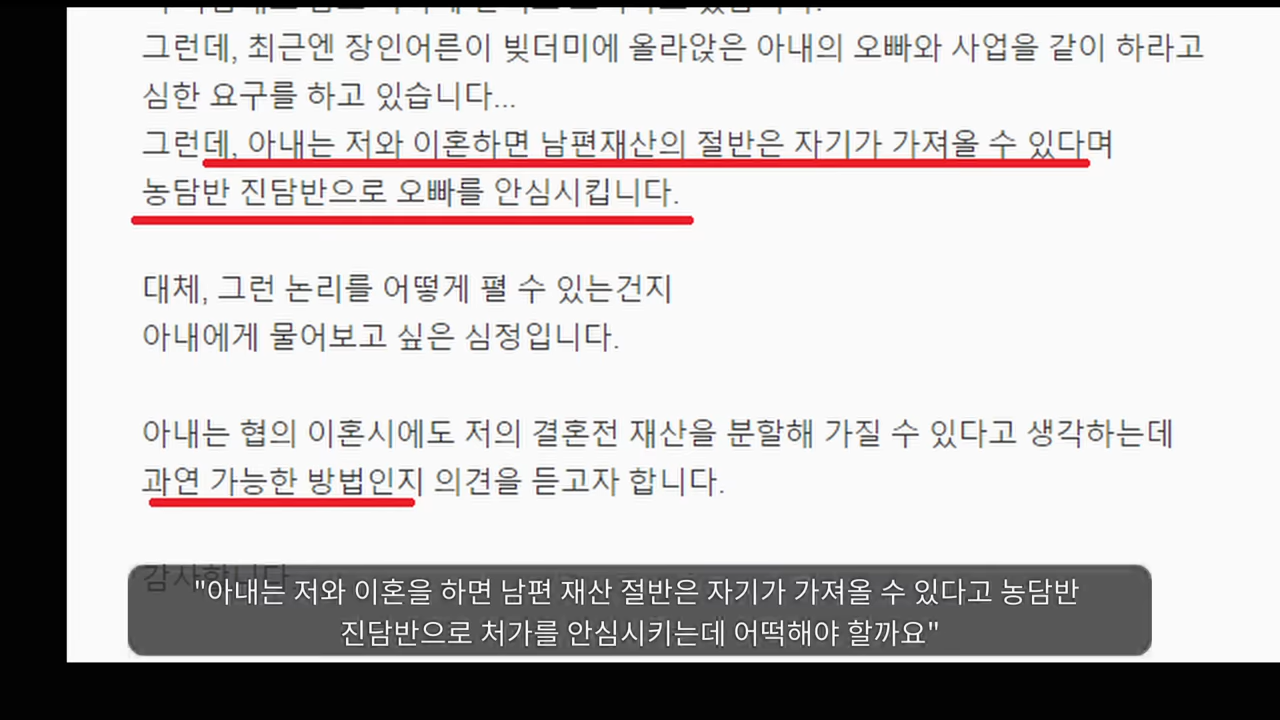 그런데, 최근엔 장인어른이 빚더미에 올라앉은 아내의 오빠와 사업을 같이 하라고
심한 요구를 하고 있습니다...
그런데, 아내는 저와 이혼하면 남편재산의 절반은 자기가 가져올 수 있다며
농담반 진담반으로 오빠를 안심시킵니다.
대체, 그런 논리를 어떻게 펼 수 있는건지
아내에게 물어보고 싶은 심정입니다.
아내는 협의 이혼시에도 저의 결혼전 재산을 분할해 가질 수 있다고 생각하는데
과연 가능한 방법인지 의견을 듣고자 합니다.
감사합니다
"아내는 저와 이혼을 하면 남편 재산 절반은 자기가 가져올 수 있다고 농담반
진담반으로 처가를 안심시키는데 어떡해야 할까요"